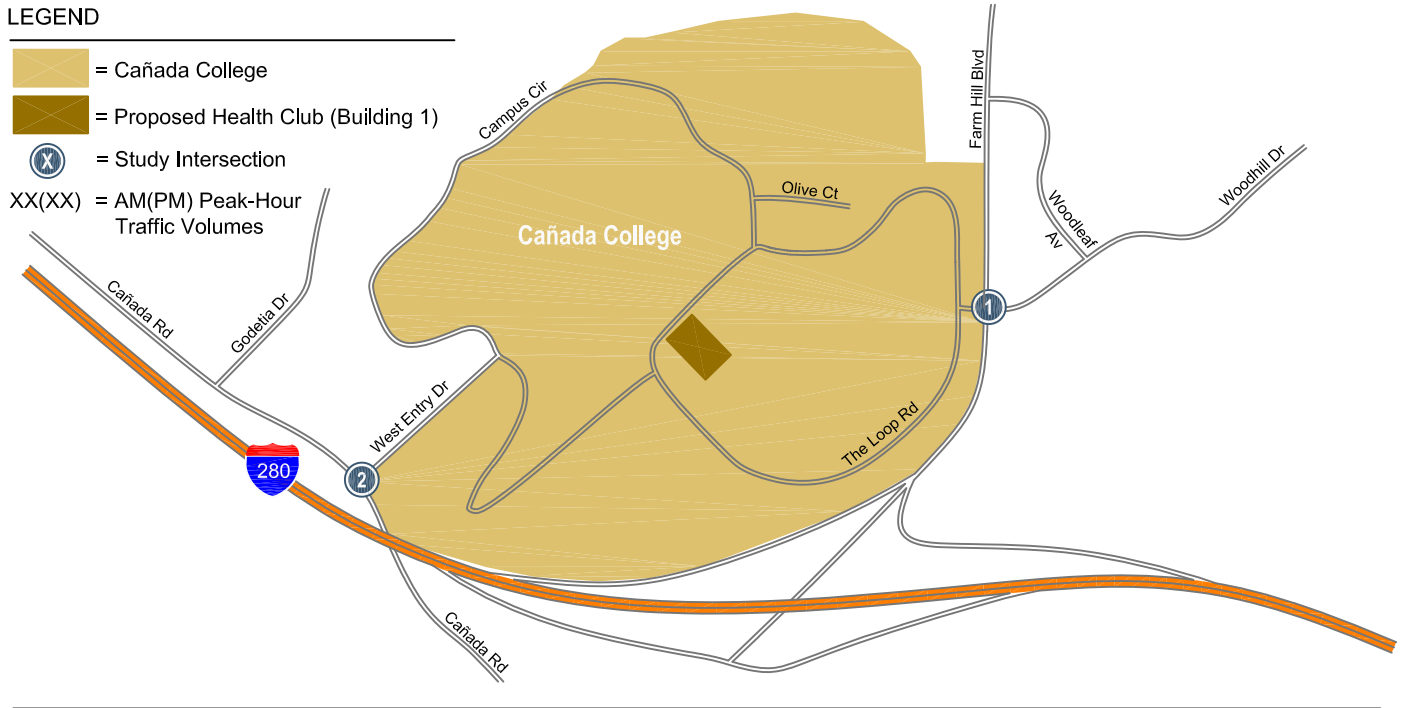 LEGEND
= Cañada College
= Proposed Health Club (Building 1)
X
= Study Intersection
XX(XX) = AM(PM) Peak-Hour
Traffic Volumes
Campus Cir
Farm Hill Blvd
Woodhill Dr
Woodleaf
Av
Olive Ct
Cañada College
Cañada Rd
Godetia Dr
1
West Entry Dr
The Loop Rd
280
2
Cañada Rd